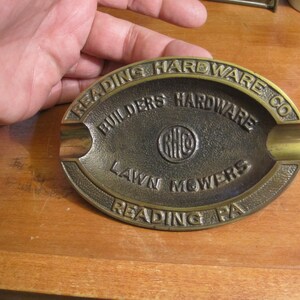 READING HARDWARE CO
BUILDERS HARDWARE
RHCo
LAWN MOWERS
READING PA.